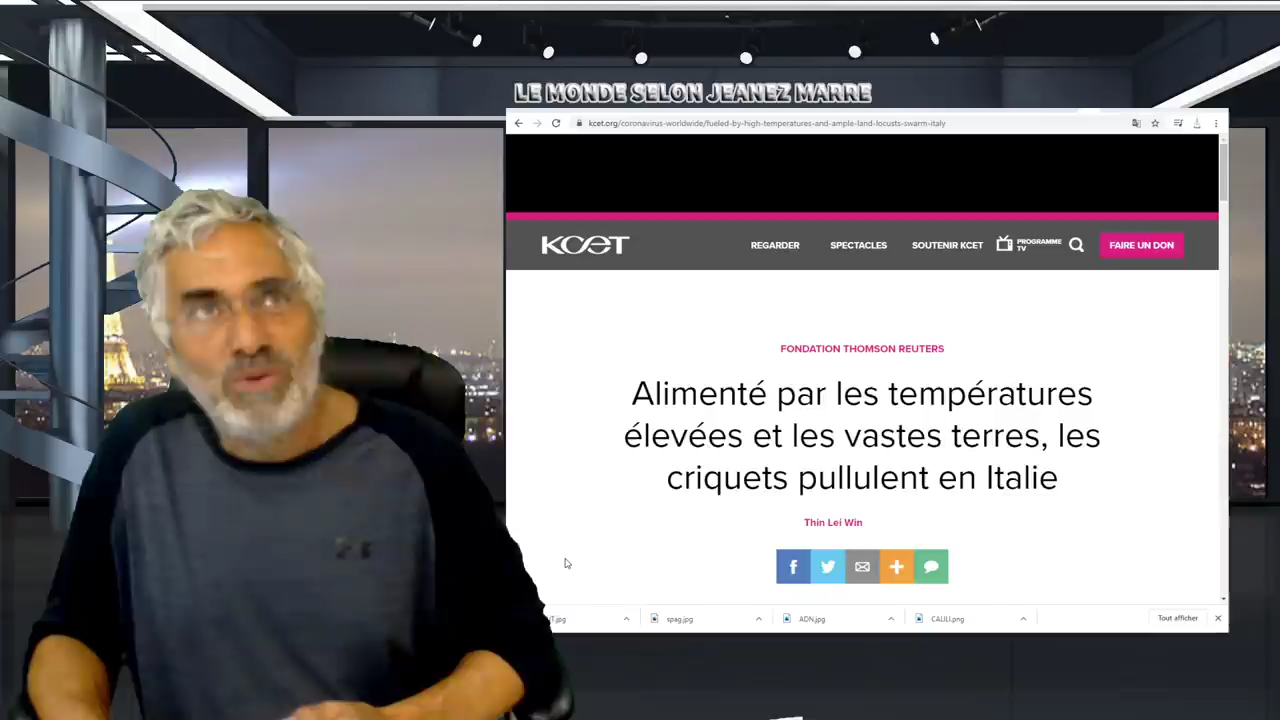 LE MONDE SELON JEANEZ MARRE
kcet.org/coronavirus-worldwide/fueled-by-high-temperatures-and-ample-land-locusts-swarm-italy
KCET
REGARDER
SPECTACLES
SOUTENIR KCET
PROGRAMME
TV
FAIRE UN DON
FONDATION THOMSON REUTERS
Alimenté par les températures
élevées et les vastes terres, les
criquets pullulent en Italie
Thin Lei Win
spag.jpg
ADN.jpg
Tout afficher